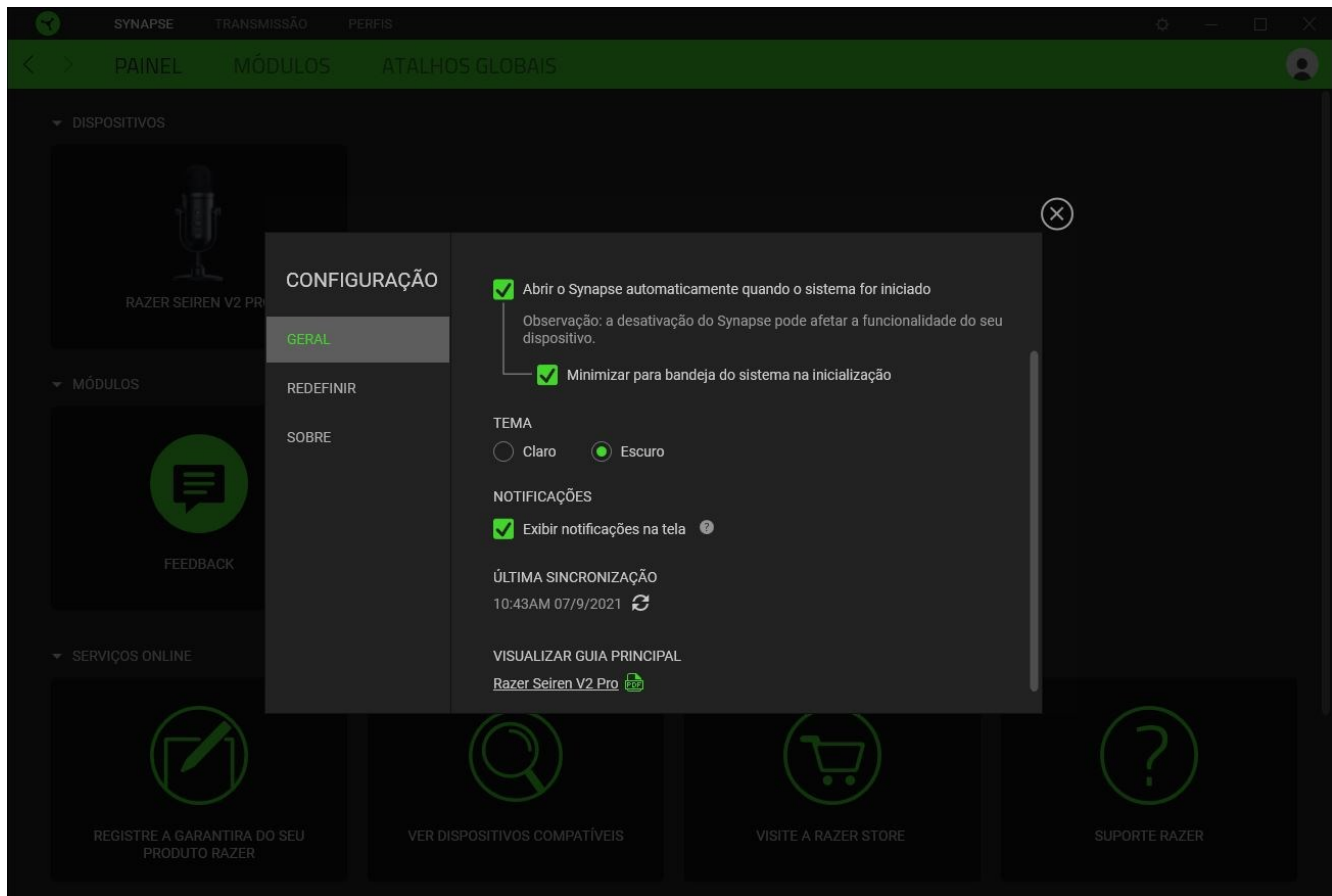 SYNAPSE TRANSMISSÃO PERFIS
PAINEL MÓDULOS ATALHOS GLOBAIS
DISPOSITIVOS
RAZER SEIREN V2 PR
MÓDULOS
FEEDBACK
CONFIGURAÇÃO
GERAL
REDEFINIR
SOBRE
Abrir o Synapse automaticamente quando o sistema for iniciado
Observação: a desativação do Synapse pode afetar a funcionalidade do seu
dispositivo.
Minimizar para bandeja do sistema na inicialização
TEMA
Claro Escuro
NOTIFICAÇÕES
Exibir notificações na tela ?
ÚLTIMA SINCRONIZAÇÃO
10:43AM 07/9/2021
VISUALIZAR GUIA PRINCIPAL
Razer Seiren V2 Pro PDF
SERVIÇOS ONLINE
REGISTRE A GARANTIRA DO SEU
PRODUTO RAZER
VER DISPOSITIVOS COMPATÍVEIS
VISITE A RAZER STORE
SUPORTE RAZER